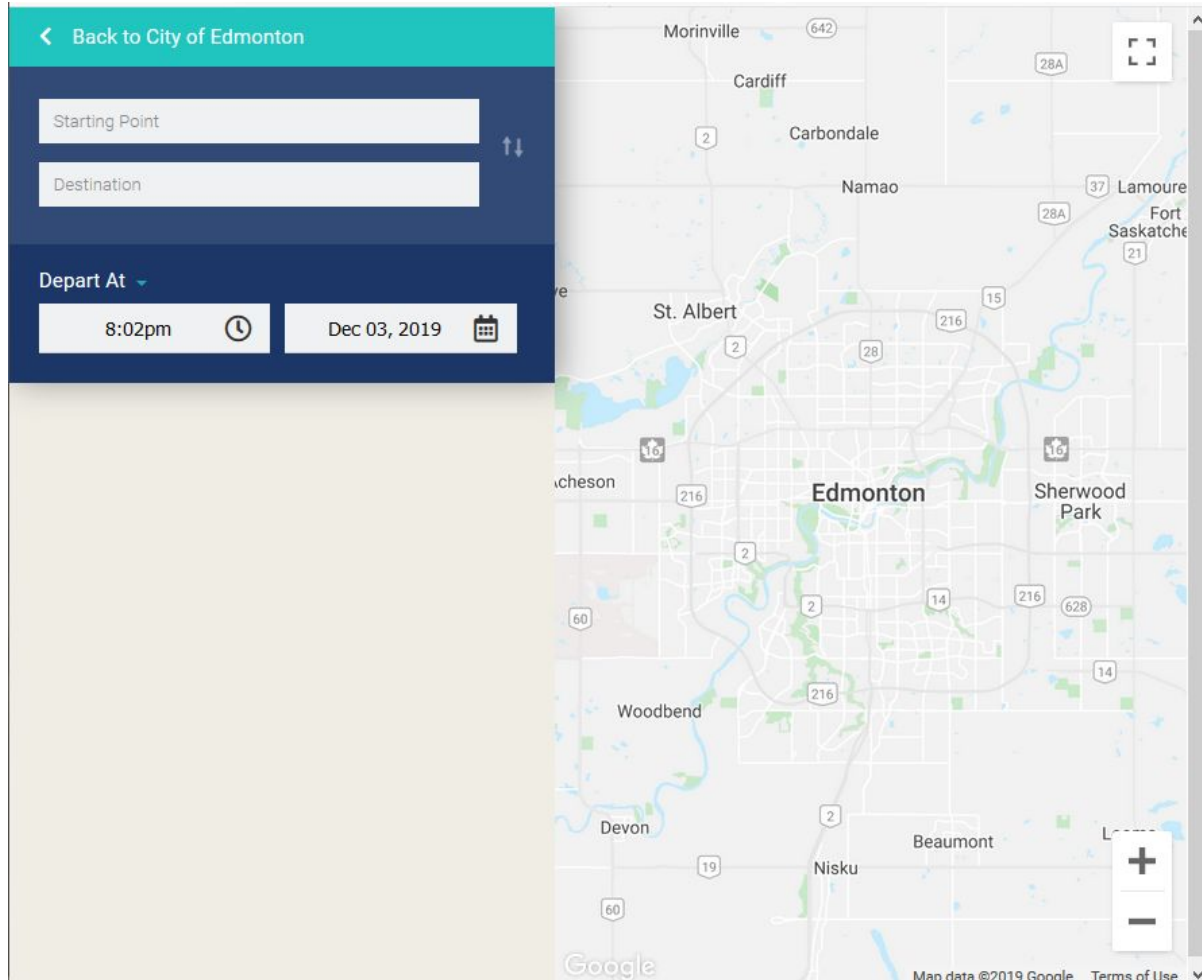 Back to City of Edmonton
Starting Point
Destination
Depart At
8:02pm
Dec 03, 2019
Morinville
642
28A
Cardiff
2
Carbondale
Namao
37
Lamoure
28A
Fort
Saskatche
21
ve
15
St. Albert
216
2
28
16
16
cheson
216
Edmonton
Sherwood
Park
2
2
14
216
628
60
14
216
Woodbend
2
Devon
Beaumont
19
Nisku
60
Google
Map data ©2019 Google
Terms of Use